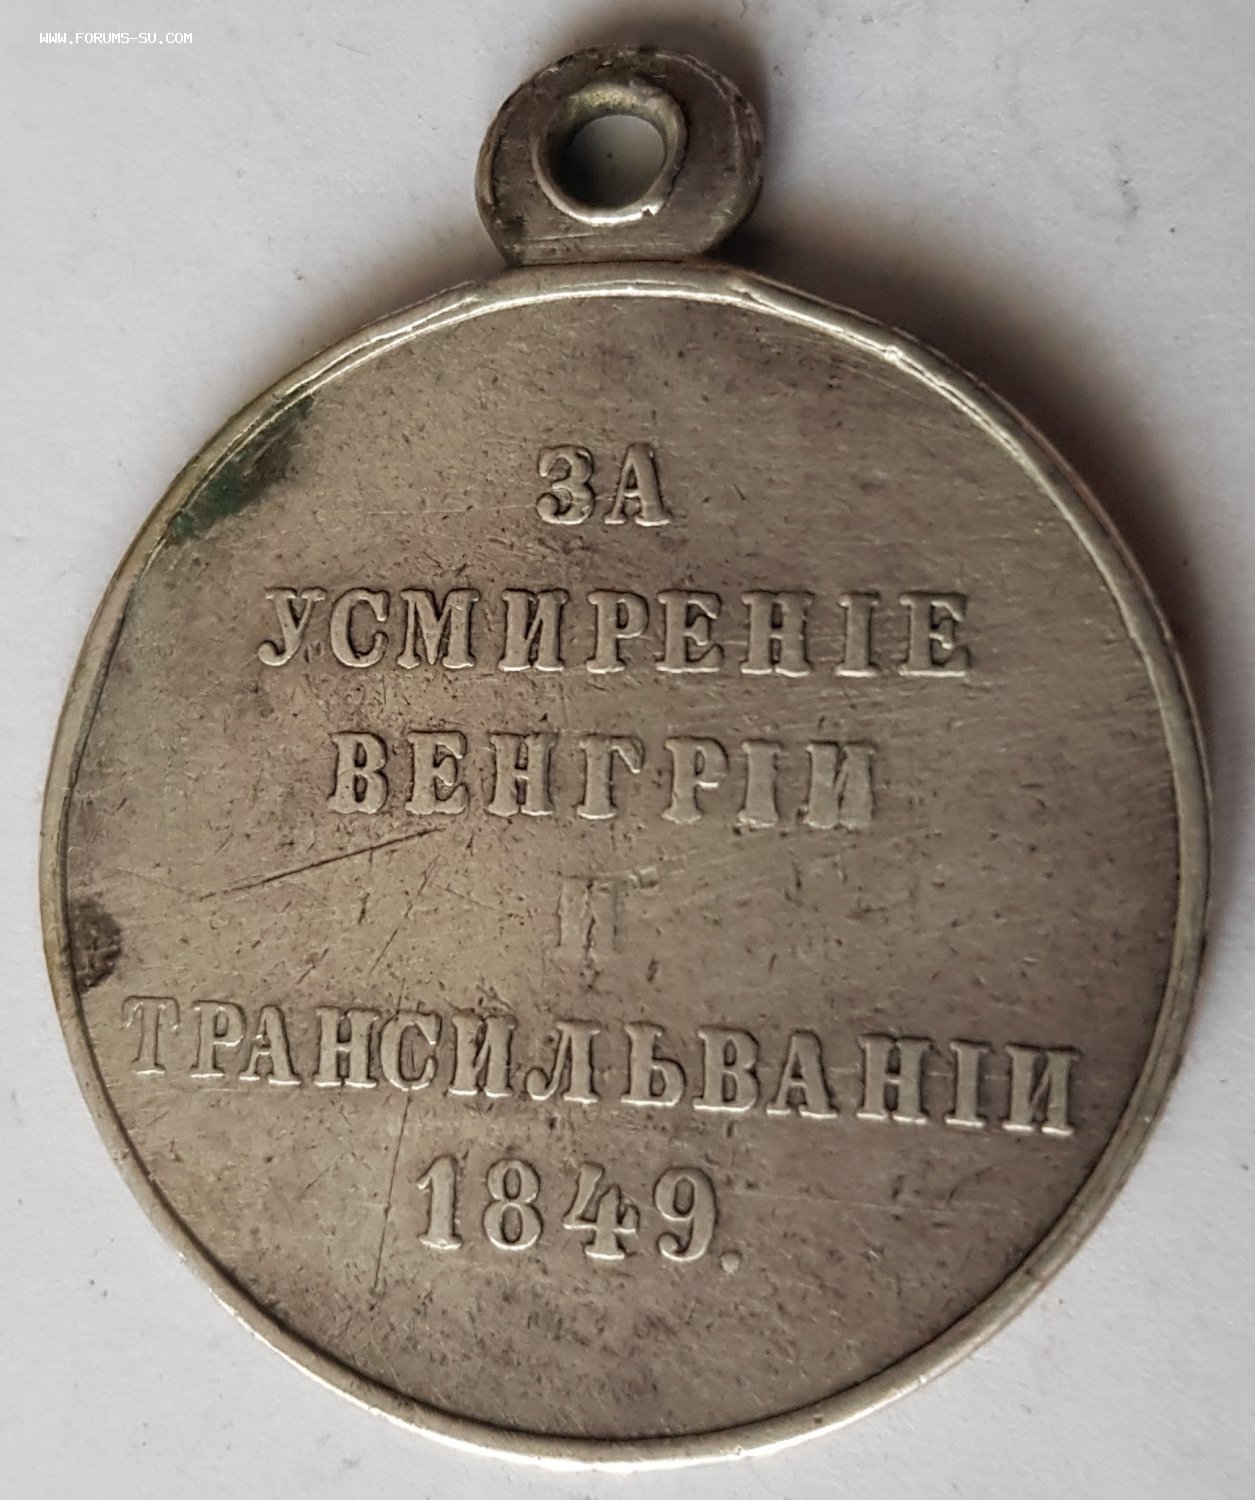 WWW.FORUMS-SU.COM
ЗА
УСМИРЕНІЕ
ВЕНГРІИ
И
ТРАНСИЛЬВАНІИ
1849.